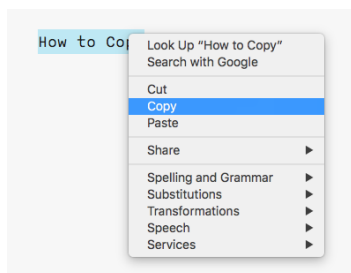 How to Cop
Look Up “How to Copy”
Search with Google
Cut
Copy
Paste
Share
Spelling and Grammar
Substitutions
Transformations
Speech
Services